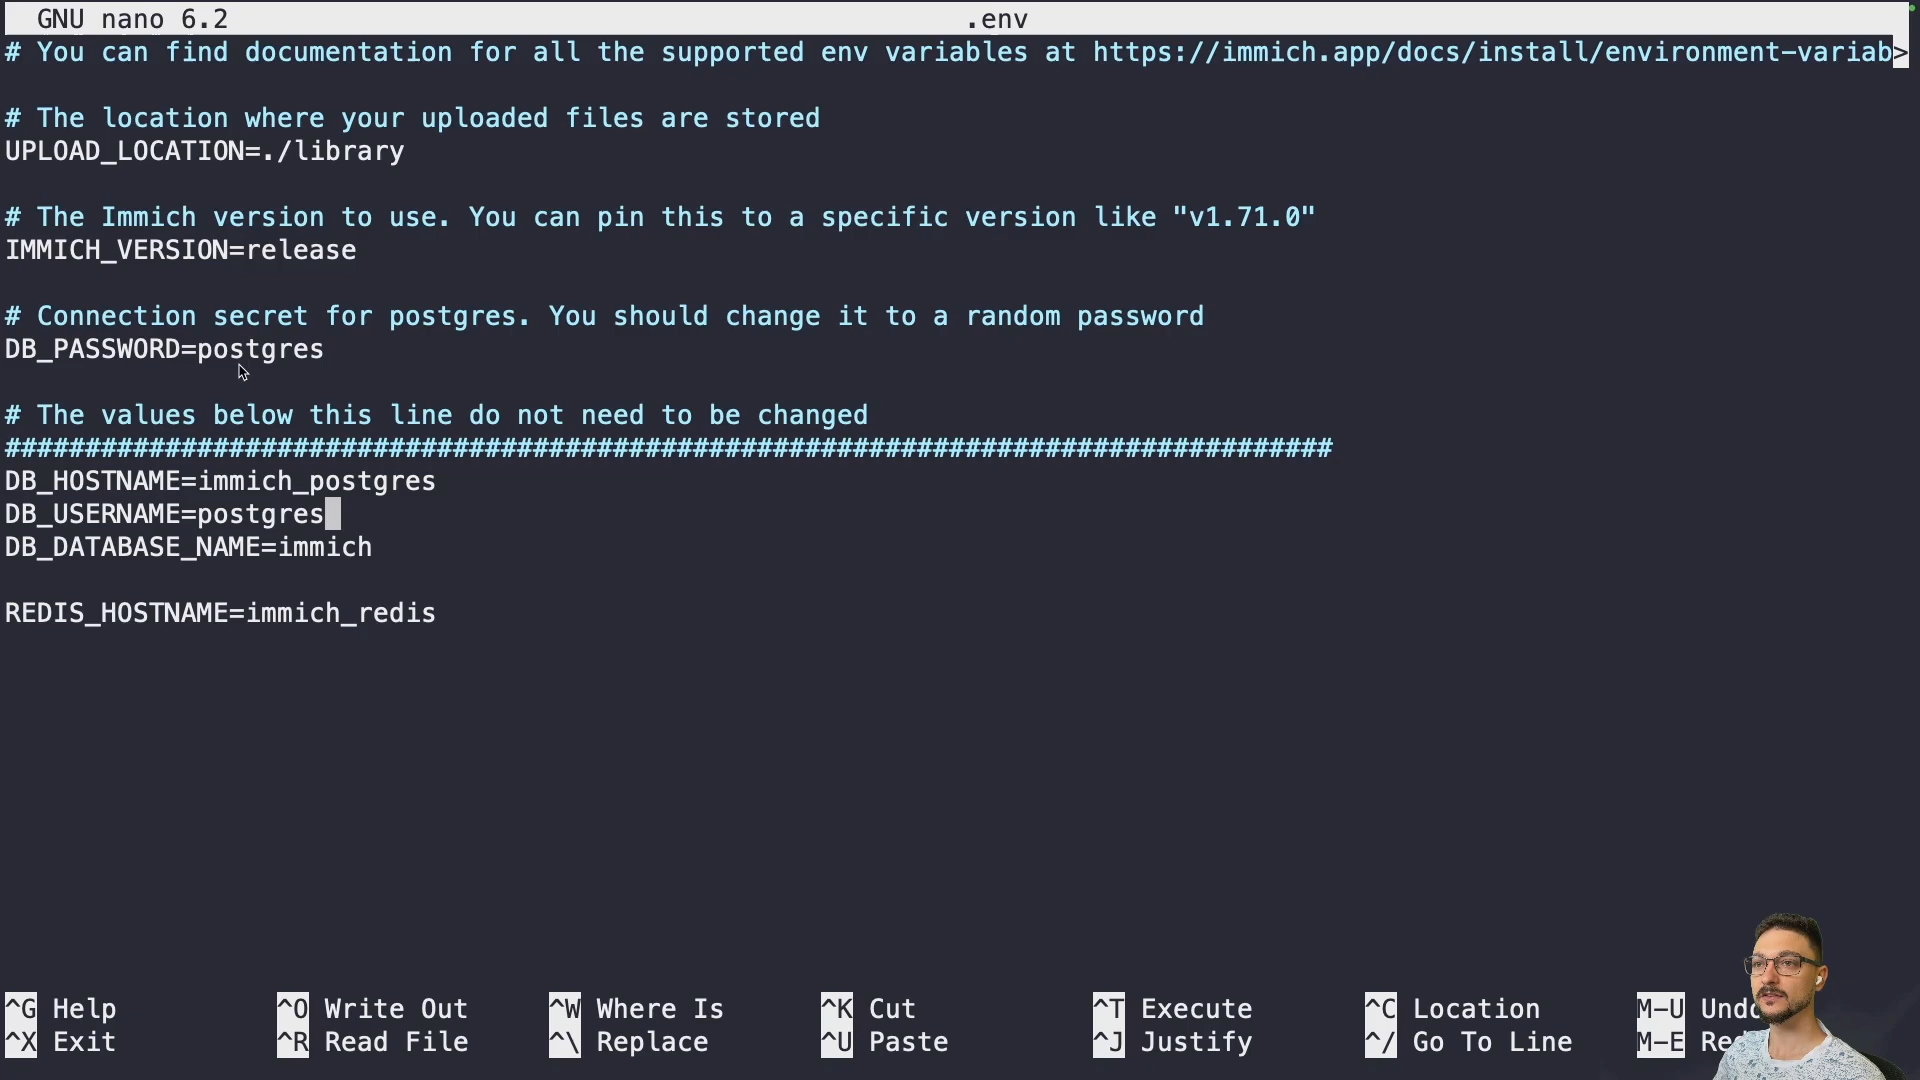 GNU nano 6.2 .env
# You can find documentation for all the supported env variables at https://immich.app/docs/install/environment-variab>
# The location where your uploaded files are stored
UPLOAD_LOCATION=./library
# The Immich version to use. You can pin this to a specific version like "v1.71.0"
IMMICH_VERSION=release
# Connection secret for postgres. You should change it to a random password
DB_PASSWORD=postgres
# The values below this line do not need to be changed
###################################################################################
DB_HOSTNAME=immich_postgres
DB_USERNAME=postgres
DB_DATABASE_NAME=immich
REDIS_HOSTNAME=immich_redis
^G Help ^O Write Out ^W Where Is ^K Cut ^T Execute ^C Location M-U
^X Exit ^R Read File ^\ Replace ^U Paste ^J Justify ^/ Go To Line M-E